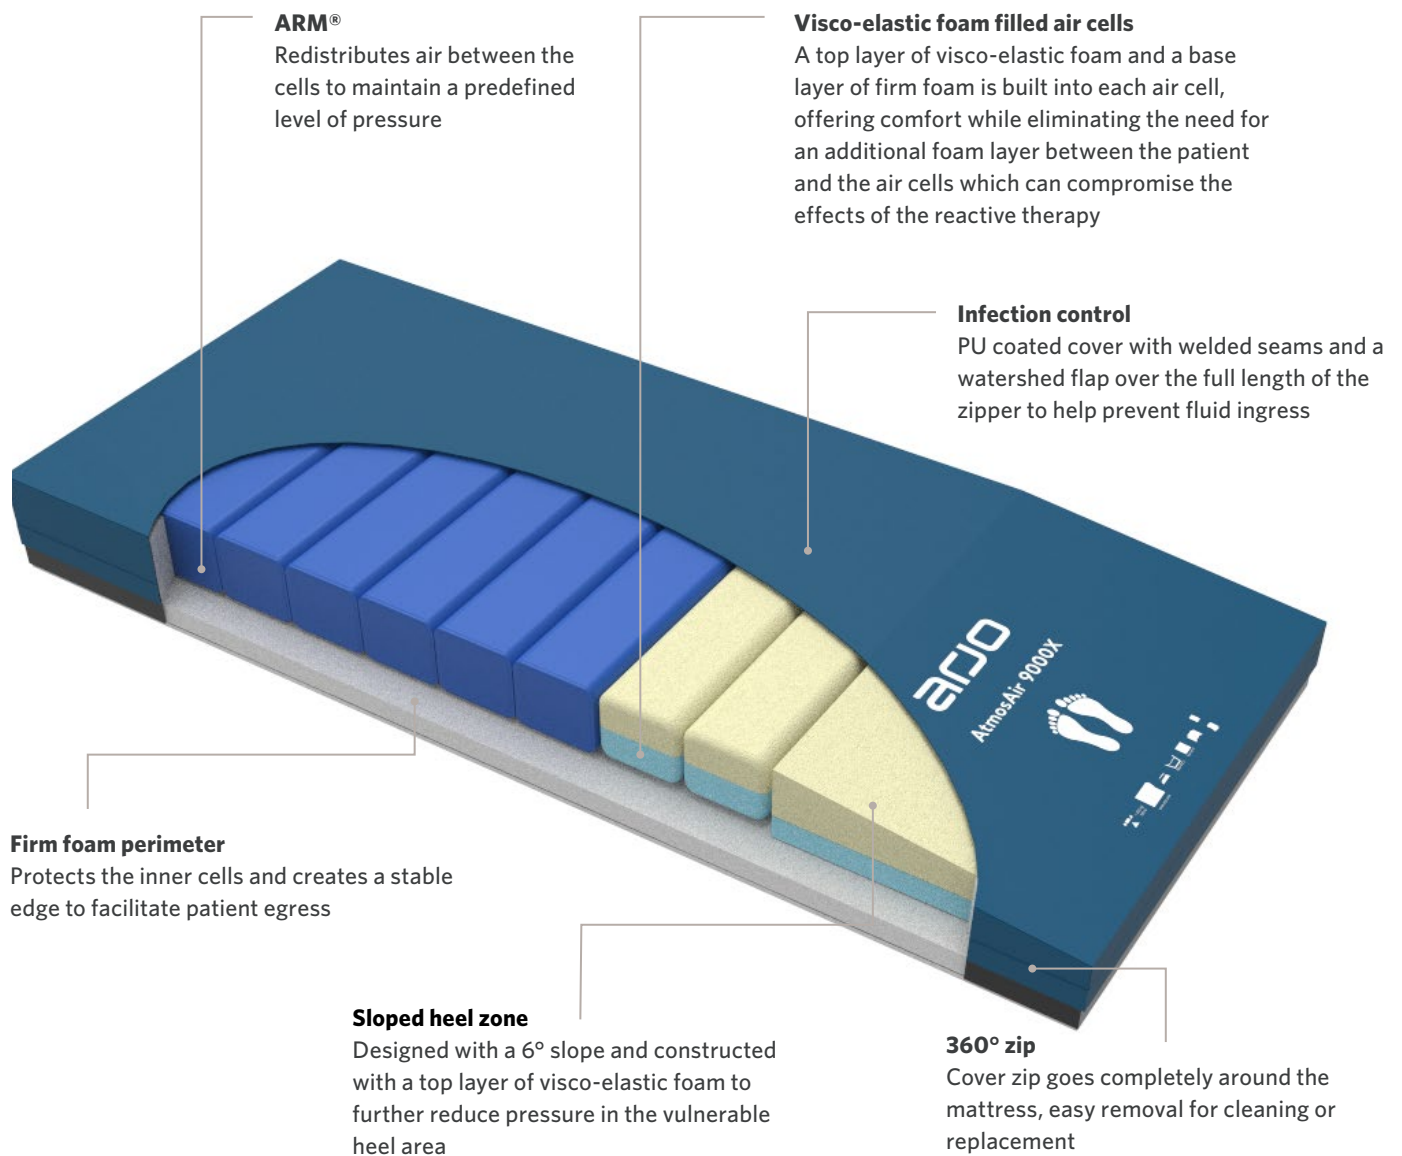 ARM®
Redistributes air between the
cells to maintain a predefined
level of pressure
Visco-elastic foam filled air cells
A top layer of visco-elastic foam and a base
layer of firm foam is built into each air cell,
offering comfort while eliminating the need for
an additional foam layer between the patient
and the air cells which can compromise the
effects of the reactive therapy
Infection control
PU coated cover with welded seams and a
watershed flap over the full length of the
zipper to help prevent fluid ingress
arjo
AtmosAir 9000X
Firm foam perimeter
Protects the inner cells and creates a stable
edge to facilitate patient egress
Sloped heel zone
Designed with a 6° slope and constructed
with a top layer of visco-elastic foam to
further reduce pressure in the vulnerable
heel area
360° zip
Cover zip goes completely around the
mattress, easy removal for cleaning or
replacement